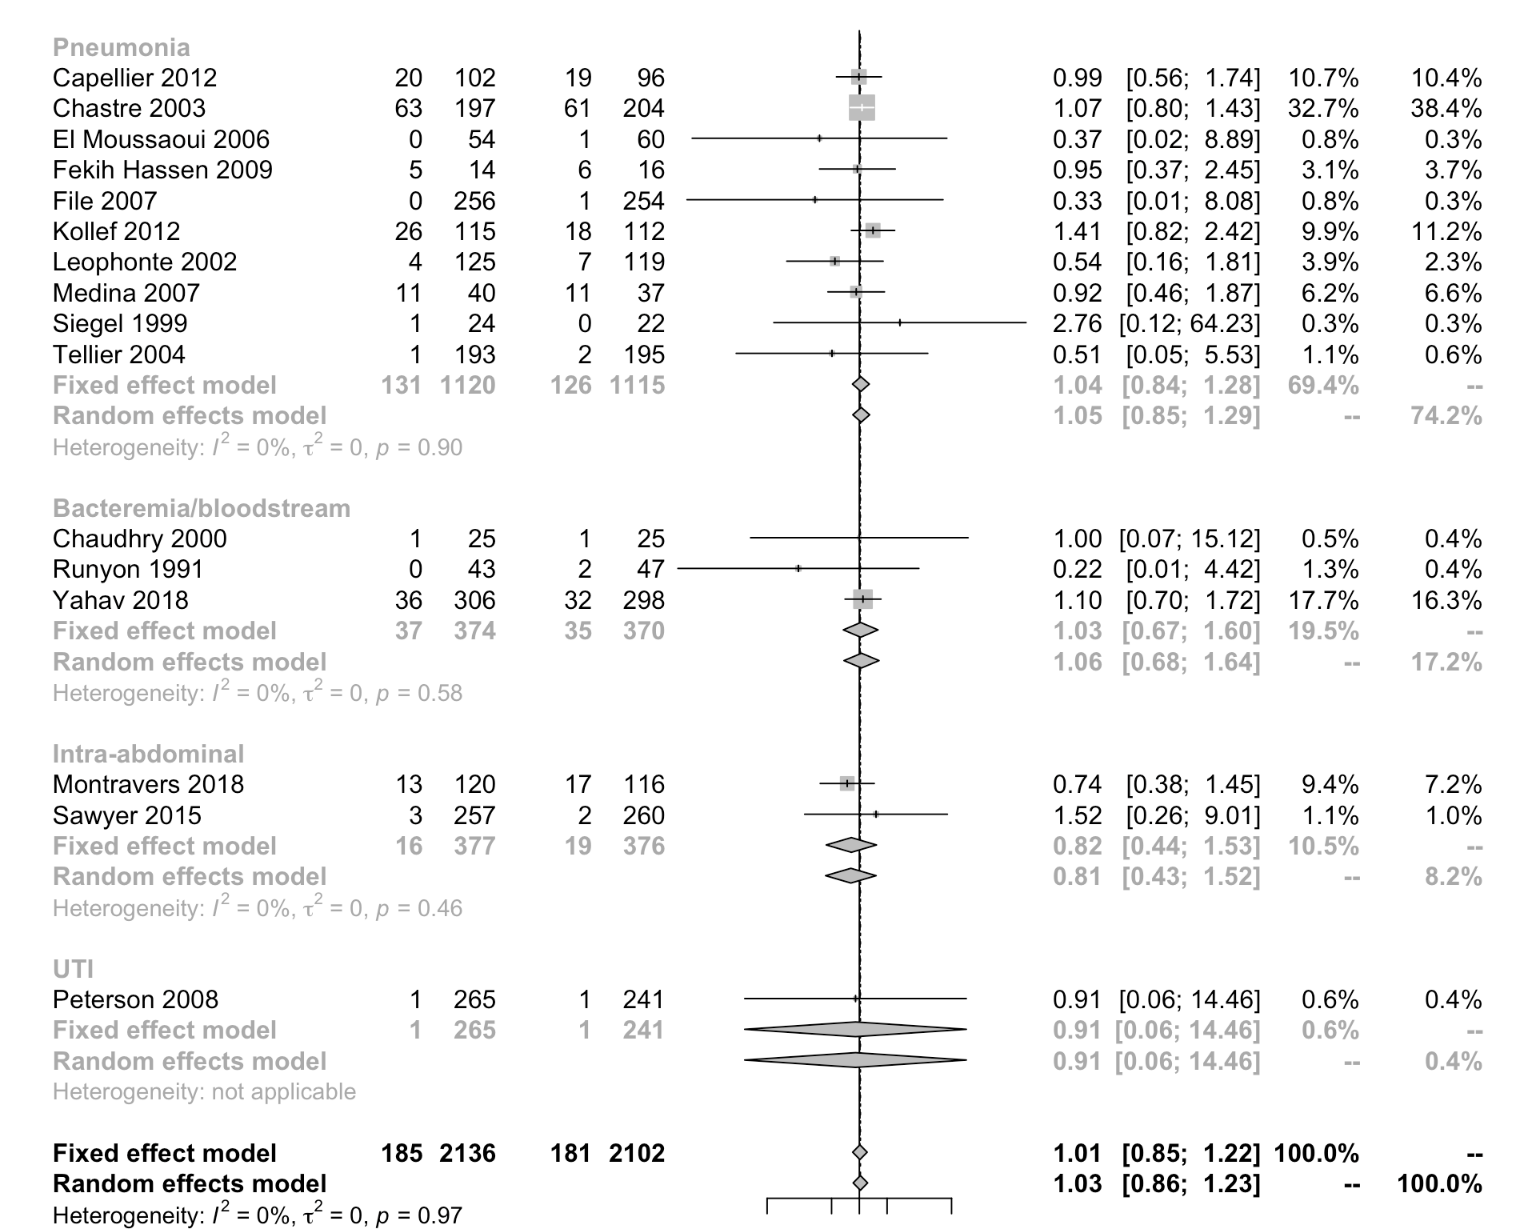 Pneumonia
Capellier 2012 20 102 19 96 0.99 [0.56; 1.74] 10.7% 10.4%
Chastre 2003 63 197 61 204 1.07 [0.80; 1.43] 32.7% 38.4%
El Moussaoui 2006 0 54 1 60 0.37 [0.02; 8.89] 0.8% 0.3%
Fekih Hassen 2009 5 14 6 16 0.95 [0.37; 2.45] 3.1% 3.7%
File 2007 0 256 1 254 0.33 [0.01; 8.08] 0.8% 0.3%
Kollef 2012 26 115 18 112 1.41 [0.82; 2.42] 9.9% 11.2%
Leophonte 2002 4 125 7 119 0.54 [0.16; 1.81] 3.9% 2.3%
Medina 2007 11 40 11 37 0.92 [0.46; 1.87] 6.2% 6.6%
Siegel 1999 1 24 0 22 2.76 [0.12; 64.23] 0.3% 0.3%
Tellier 2004 1 193 2 195 0.51 [0.05; 5.53] 1.1% 0.6%
Fixed effect model 131 1120 126 1115 1.04 [0.84; 1.28] 69.4% --
Random effects model 1.05 [0.85; 1.29] -- 74.2%
Heterogeneity: I² = 0%, τ² = 0, p = 0.90
Bacteremia/bloodstream
Chaudhry 2000 1 25 1 25 1.00 [0.07; 15.12] 0.5% 0.4%
Runyon 1991 0 43 2 47 0.22 [0.01; 4.42] 1.3% 0.4%
Yahav 2018 36 306 32 298 1.10 [0.70; 1.72] 17.7% 16.3%
Fixed effect model 37 374 35 370 1.03 [0.67; 1.60] 19.5% --
Random effects model 1.06 [0.68; 1.64] -- 17.2%
Heterogeneity: I² = 0%, τ² = 0, p = 0.58
Intra-abdominal
Montravers 2018 13 120 17 116 0.74 [0.38; 1.45] 9.4% 7.2%
Sawyer 2015 3 257 2 260 1.52 [0.26; 9.01] 1.1% 1.0%
Fixed effect model 16 377 19 376 0.82 [0.44; 1.53] 10.5% --
Random effects model 0.81 [0.43; 1.52] -- 8.2%
Heterogeneity: I² = 0%, τ² = 0, p = 0.46
UTI
Peterson 2008 1 265 1 241 0.91 [0.06; 14.46] 0.6% 0.4%
Fixed effect model 1 265 1 241 0.91 [0.06; 14.46] 0.6% --
Random effects model 0.91 [0.06; 14.46] -- 0.4%
Heterogeneity: not applicable
Fixed effect model 185 2136 181 2102 1.01 [0.85; 1.22] 100.0% --
Random effects model 1.03 [0.86; 1.23] -- 100.0%
Heterogeneity: I² = 0%, τ² = 0, p = 0.97